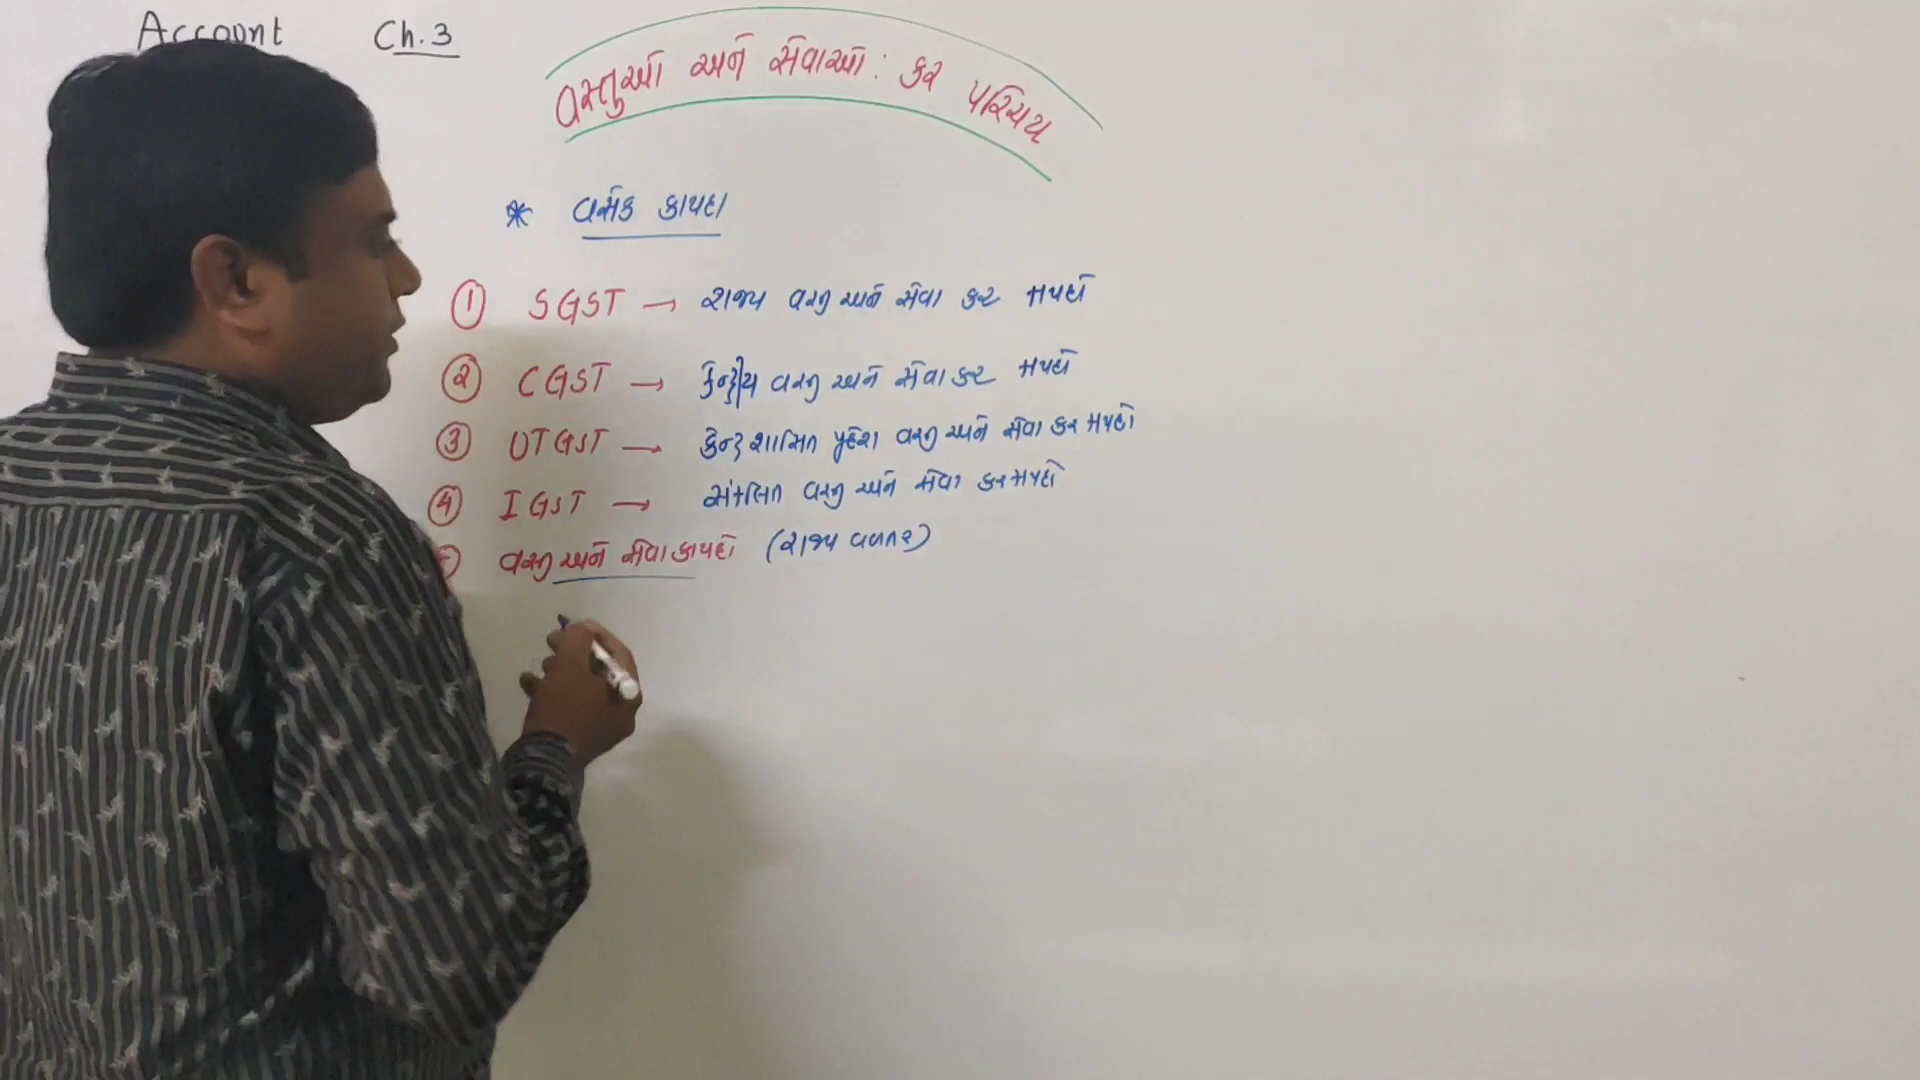 Account Ch. 3
વસ્તુઓ અને સેવાઓ : કર પરિચય
* વર્સક કાયદા
① SGST → રાજ્ય વસ્તુ અને સેવા કર કાયદો
② CGST → કેન્દ્રીય વસ્તુ અને સેવા કર કાયદો
③ UTGST → કેન્દ્ર શાસિત પ્રદેશ વસ્તુ અને સેવા કર કાયદો
④ IGST → સંકલિત વસ્તુ અને સેવા કર કાયદો
વસ્તુ અને સેવા કાયદો (રાજ્ય વળતર)